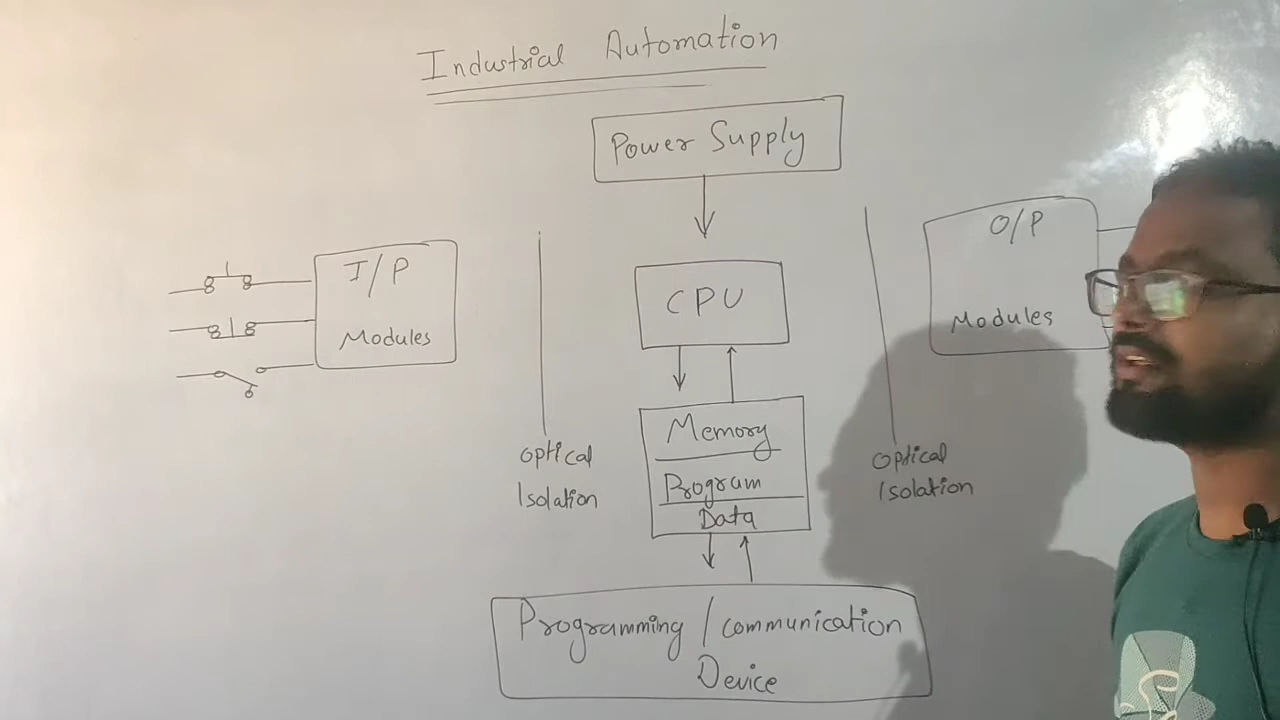 Industrial Automation
Power Supply
I/P
Modules
CPU
O/P
Modules
Memory
Program
Data
Optical
Isolation
Optical
Isolation
Programming / communication
Device